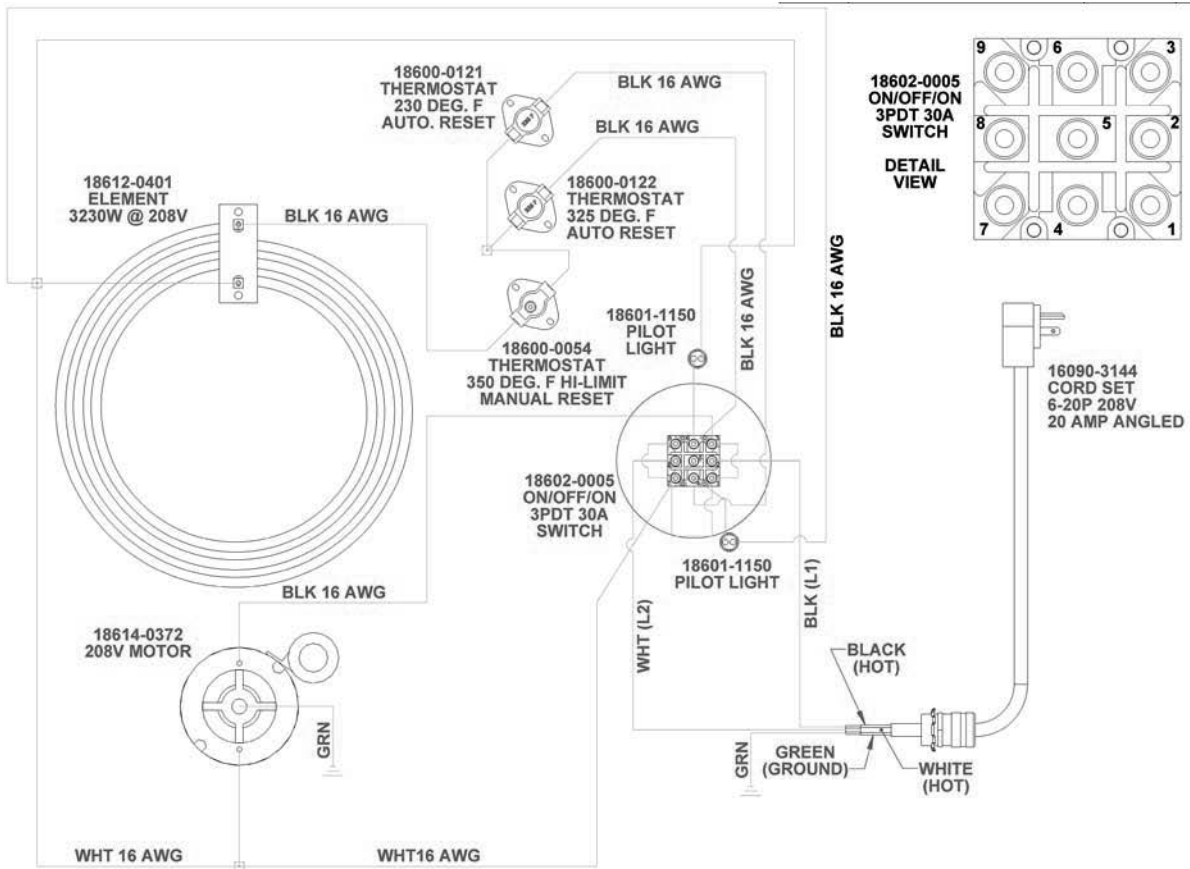 18600-0121
THERMOSTAT
230 DEG. F
AUTO. RESET
BLK 16 AWG
BLK 16 AWG
18600-0122
THERMOSTAT
325 DEG. F
AUTO RESET
18612-0401
ELEMENT
3230W @ 208V
BLK 16 AWG
18600-0054
THERMOSTAT
350 DEG. F HI-LIMIT
MANUAL RESET
18601-1150
PILOT
LIGHT
BLK 16 AWG
BLK 16 AWG
18602-0005
ON/OFF/ON
3PDT 30A
SWITCH
DETAIL
VIEW
9 6 3
8 5 2
7 4 1
16090-3144
CORD SET
6-20P 208V
20 AMP ANGLED
18602-0005
ON/OFF/ON
3PDT 30A
SWITCH
18601-1150
PILOT LIGHT
BLK 16 AWG
18614-0372
208V MOTOR
GRN
WHT (L2)
BLK (L1)
BLACK
(HOT)
GREEN
(GROUND)
WHITE
(HOT)
GRN
WHT 16 AWG
WHT16 AWG